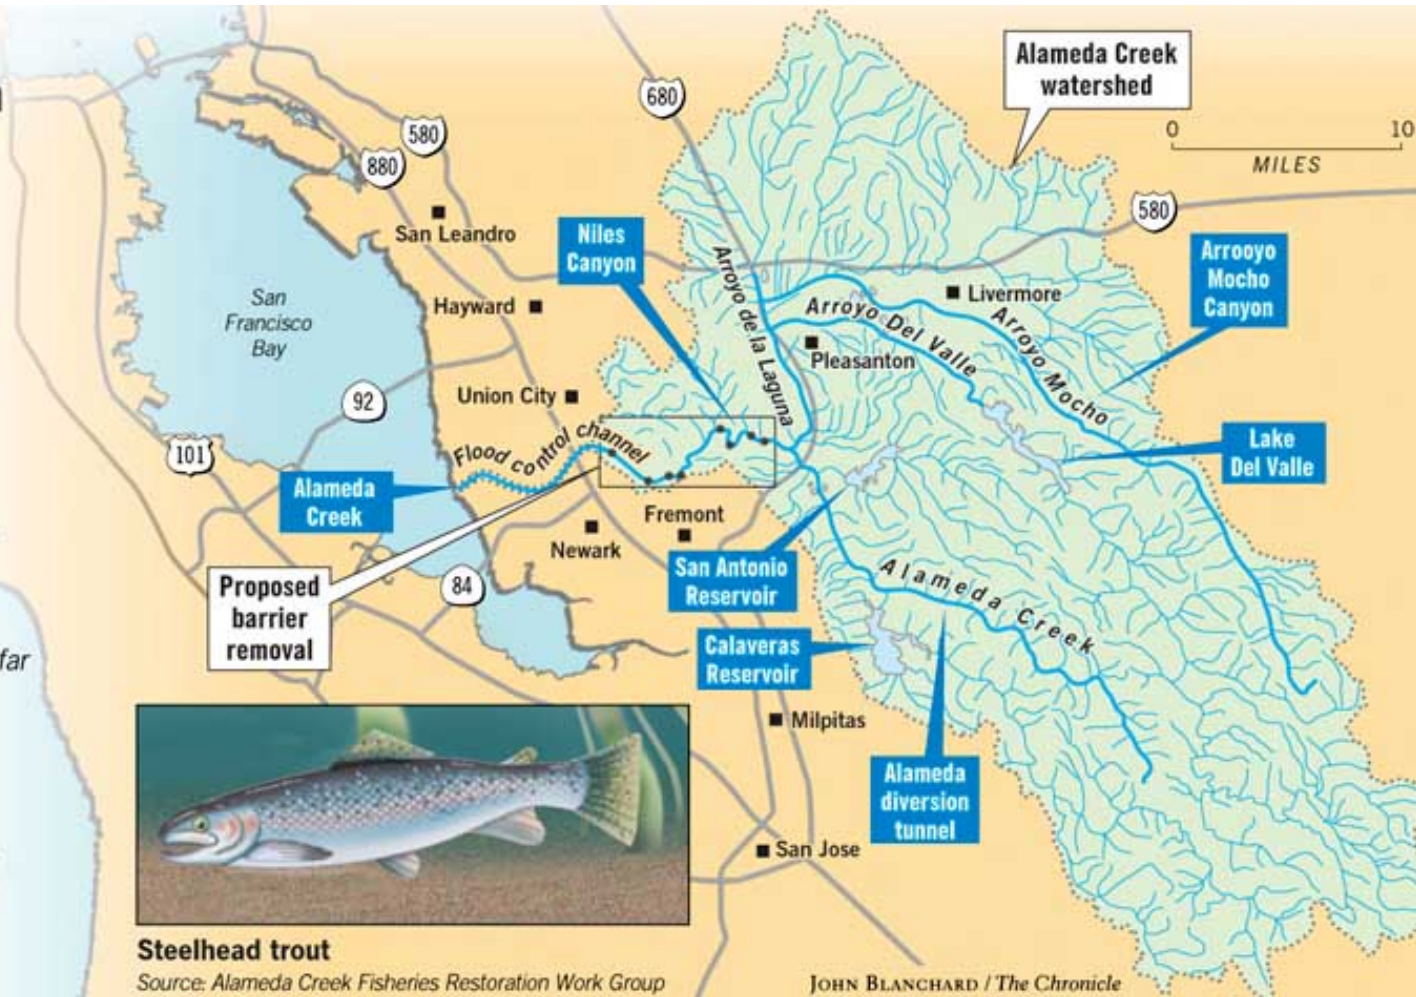 Alameda Creek
watershed
0 10
MILES
680
580
880
San Leandro
Niles
Canyon
580
Arrooyo
Mocho
Canyon
San
Francisco
Bay
Hayward
Arroyo de la Laguna
Livermore
Arroyo Del Valle
Arroyo Mocho
Pleasanton
92
Union City
101
Flood control channel
Lake
Del Valle
Alameda
Creek
Fremont
Newark
San Antonio
Reservoir
84
Proposed
barrier
removal
Alameda Creek
Calaveras
Reservoir
far
Milpitas
Alameda
diversion
tunnel
San Jose
Steelhead trout
Source: Alameda Creek Fisheries Restoration Work Group
JOHN BLANCHARD / The Chronicle